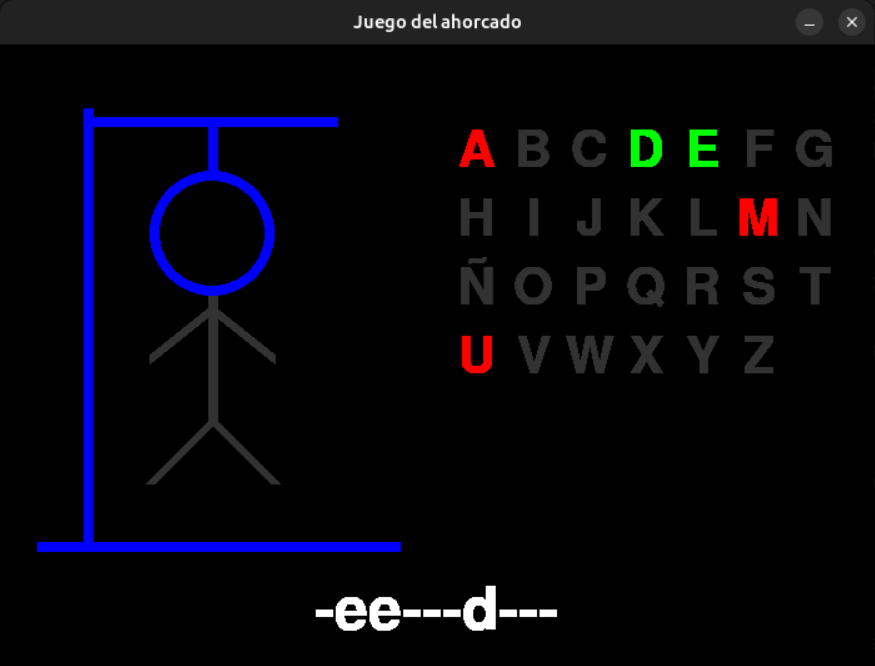 Juego del ahorcado
A B C D E F G
H I J K L M N
Ñ O P Q R S T
U V W X Y Z
-ee---d---